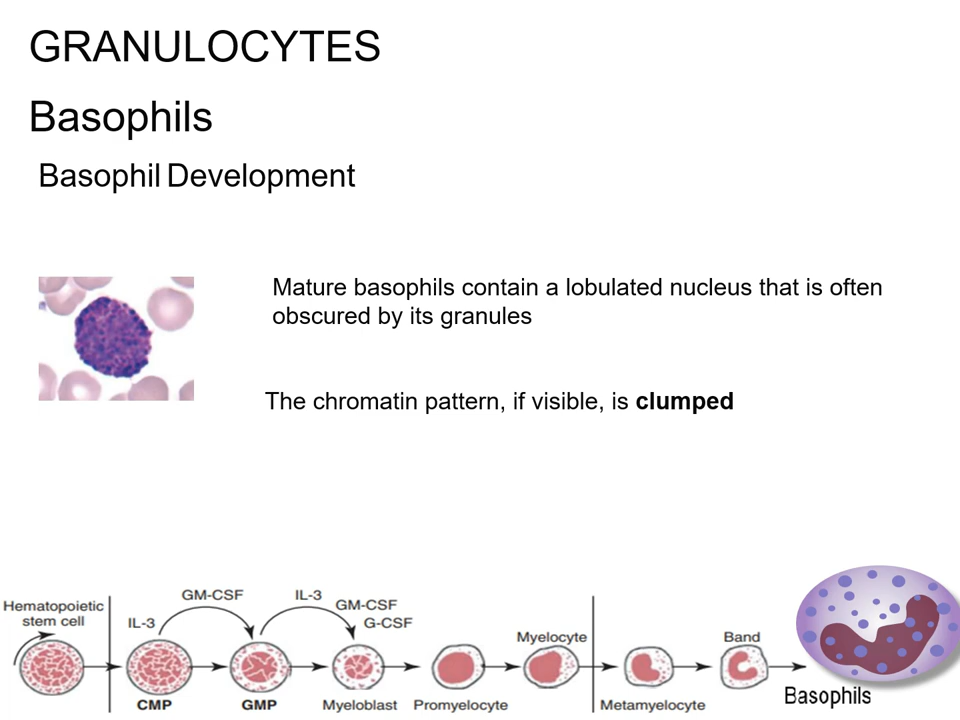 GRANULOCYTES
Basophils
Basophil Development
Mature basophils contain a lobulated nucleus that is often
obscured by its granules
The chromatin pattern, if visible, is clumped
Hematopoietic
stem cell
IL-3
GM-CSF
IL-3
GM-CSF
G-CSF
Myelocyte
Band
CMP
GMP
Myeloblast
Promyelocyte
Metamyelocyte
Basophils